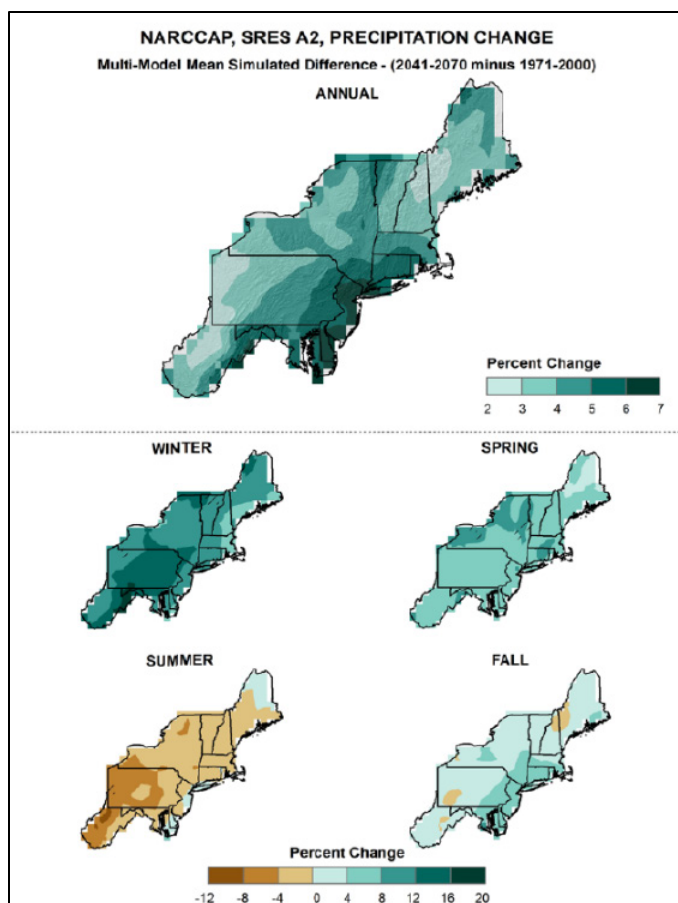 NARCCAP, SRES A2, PRECIPITATION CHANGE
Multi-Model Mean Simulated Difference - (2041-2070 minus 1971-2000)
ANNUAL
Percent Change
2 3 4 5 6 7
WINTER
SPRING
SUMMER
FALL
Percent Change
-12 -8 -4 0 4 8 12 16 20